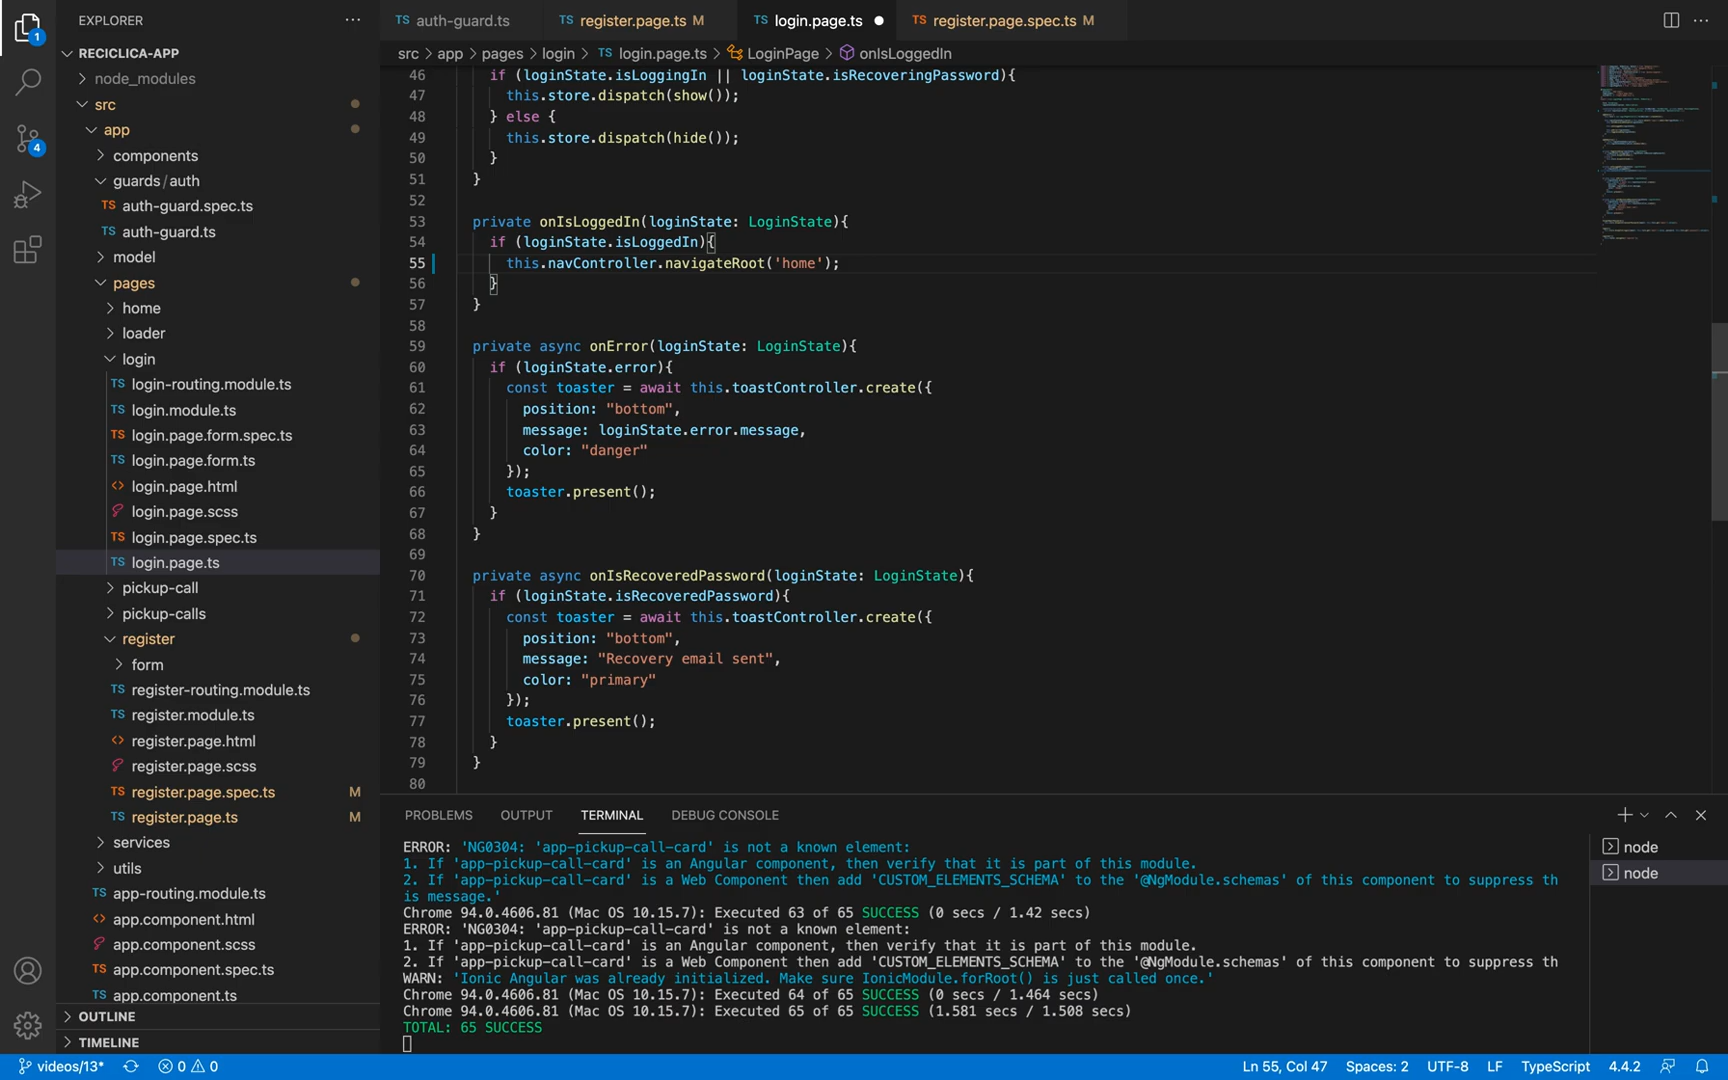 EXPLORER
RECICLICA-APP
node_modules
src
app
components
guards / auth
TS auth-guard.spec.ts
TS auth-guard.ts
model
pages
home
loader
login
TS login-routing.module.ts
TS login.module.ts
TS login.page.form.spec.ts
TS login.page.form.ts
<> login.page.html
login.page.scss
TS login.page.spec.ts
TS login.page.ts
pickup-call
pickup-calls
register
form
TS register-routing.module.ts
TS register.module.ts
<> register.page.html
register.page.scss
TS register.page.spec.ts M
TS register.page.ts M
services
utils
TS app-routing.module.ts
<> app.component.html
app.component.scss
TS app.component.spec.ts
TS app.component.ts
OUTLINE
TIMELINE
1
4
TS auth-guard.ts
TS register.page.ts M
TS login.page.ts
TS register.page.spec.ts M
src > app > pages > login > TS login.page.ts > LoginPage > onIsLoggedIn
46 if (loginState.isLoggingIn || loginState.isRecoveringPassword){
47 this.store.dispatch(show());
48 } else {
49 this.store.dispatch(hide());
50 }
51 }
52
53 private onIsLoggedIn(loginState: LoginState){
54 if (loginState.isLoggedIn){
55 this.navController.navigateRoot('home');
56 }
57 }
58
59 private async onError(loginState: LoginState){
60 if (loginState.error){
61 const toaster = await this.toastController.create({
62 position: "bottom",
63 message: loginState.error.message,
64 color: "danger"
65 });
66 toaster.present();
67 }
68 }
69
70 private async onIsRecoveredPassword(loginState: LoginState){
71 if (loginState.isRecoveredPassword){
72 const toaster = await this.toastController.create({
73 position: "bottom",
74 message: "Recovery email sent",
75 color: "primary"
76 });
77 toaster.present();
78 }
79 }
80
PROBLEMS OUTPUT TERMINAL DEBUG CONSOLE
ERROR: 'NG0304: 'app-pickup-call-card' is not a known element:
1. If 'app-pickup-call-card' is an Angular component, then verify that it is part of this module.
2. If 'app-pickup-call-card' is a Web Component then add 'CUSTOM_ELEMENTS_SCHEMA' to the '@NgModule.schemas' of this component to suppress th
is message.'
Chrome 94.0.4606.81 (Mac OS 10.15.7): Executed 63 of 65 SUCCESS (0 secs / 1.42 secs)
ERROR: 'NG0304: 'app-pickup-call-card' is not a known element:
1. If 'app-pickup-call-card' is an Angular component, then verify that it is part of this module.
2. If 'app-pickup-call-card' is a Web Component then add 'CUSTOM_ELEMENTS_SCHEMA' to the '@NgModule.schemas' of this component to suppress th
WARN: 'Ionic Angular was already initialized. Make sure IonicModule.forRoot() is just called once.'
Chrome 94.0.4606.81 (Mac OS 10.15.7): Executed 64 of 65 SUCCESS (0 secs / 1.464 secs)
Chrome 94.0.4606.81 (Mac OS 10.15.7): Executed 65 of 65 SUCCESS (1.581 secs / 1.508 secs)
TOTAL: 65 SUCCESS
node
node
videos/13* 0 0 Ln 55, Col 47 Spaces: 2 UTF-8 LF TypeScript 4.4.2